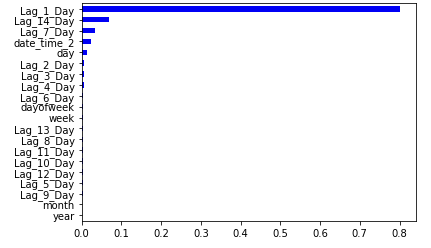 Lag_1_Day
Lag_14_Day
Lag_7_Day
date_time_2
day
Lag_2_Day
Lag_3_Day
Lag_4_Day
Lag_6_Day
dayofweek
week
Lag_13_Day
Lag_8_Day
Lag_11_Day
Lag_10_Day
Lag_12_Day
Lag_5_Day
Lag_9_Day
month
year
0.0 0.1 0.2 0.3 0.4 0.5 0.6 0.7 0.8